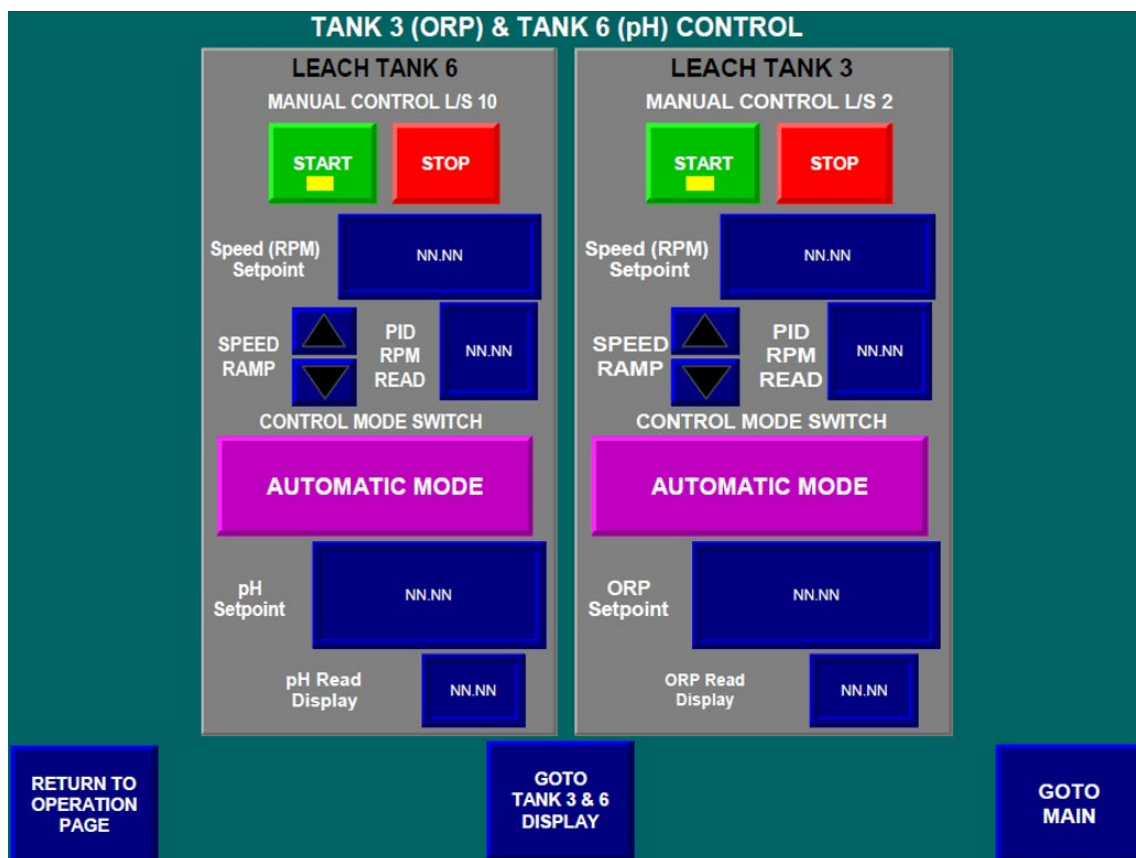 TANK 3 (ORP) & TANK 6 (pH) CONTROL
LEACH TANK 6
MANUAL CONTROL L/S 10
START
STOP
Speed (RPM)
Setpoint
NN.NN
SPEED
RAMP
PID
RPM
READ
NN.NN
CONTROL MODE SWITCH
AUTOMATIC MODE
pH
Setpoint
NN.NN
pH Read
Display
NN.NN
LEACH TANK 3
MANUAL CONTROL L/S 2
START
STOP
Speed (RPM)
Setpoint
NN.NN
SPEED
RAMP
PID
RPM
READ
NN.NN
CONTROL MODE SWITCH
AUTOMATIC MODE
ORP
Setpoint
NN.NN
ORP Read
Display
NN.NN
RETURN TO
OPERATION
PAGE
GOTO
TANK 3 & 6
DISPLAY
GOTO
MAIN